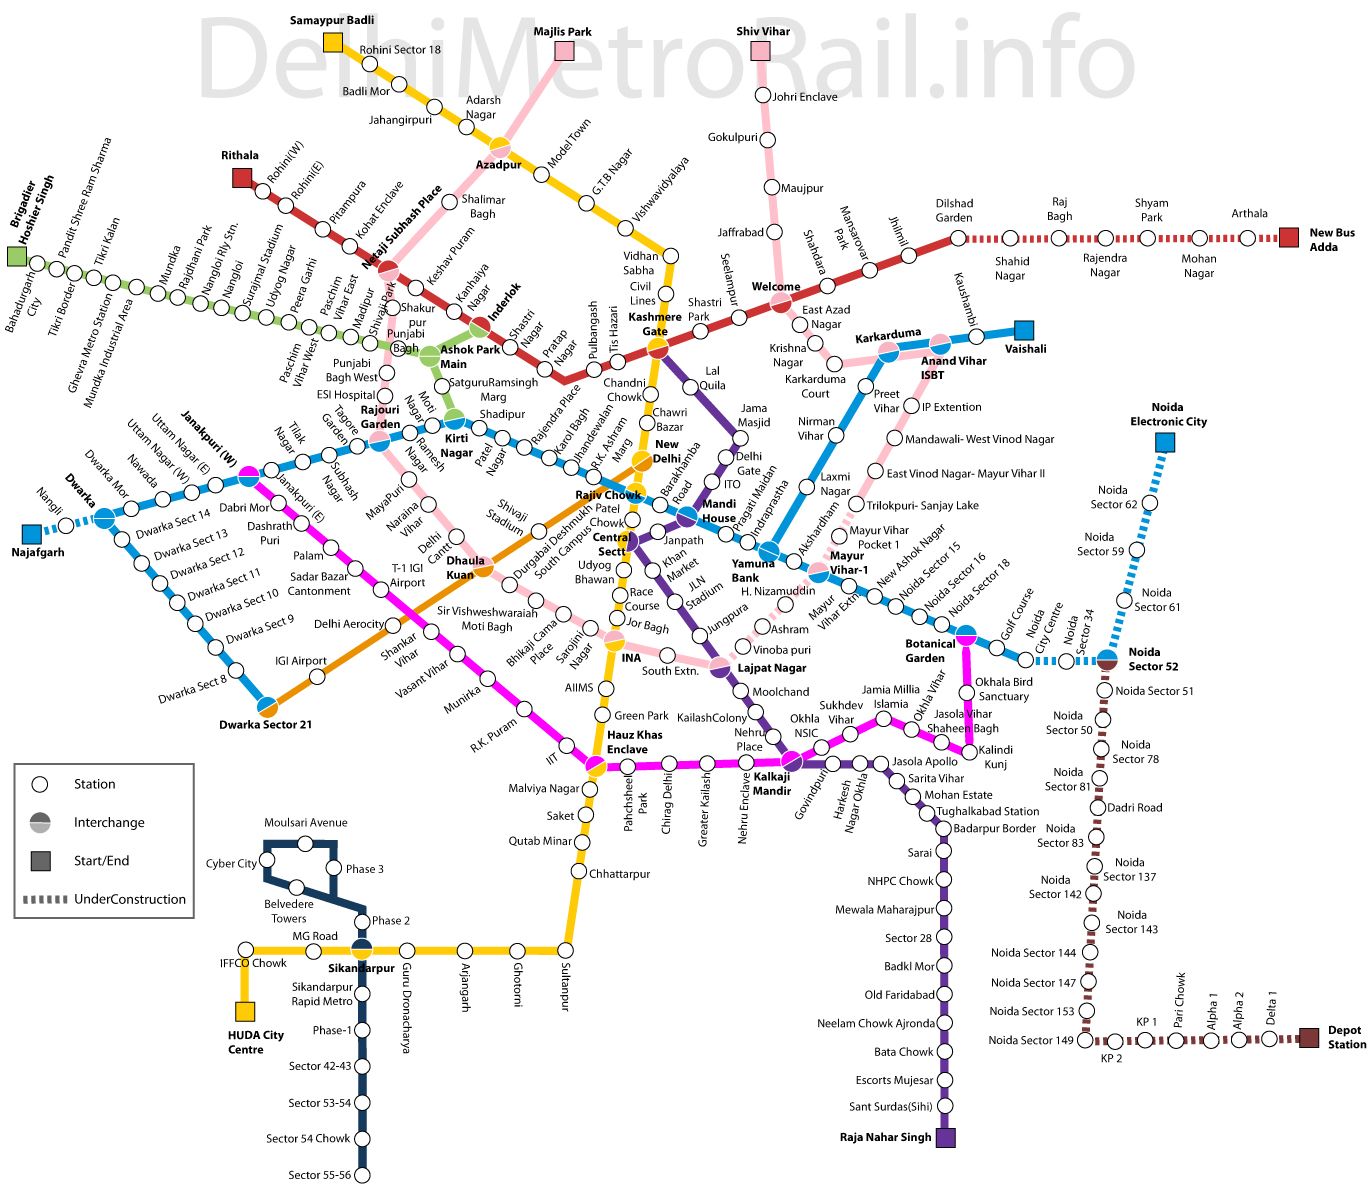 DelhiMetroRail.info
Samaypur Badli
Rohini Sector 18
Badli Mor
Jahangirpuri
Adarsh
Nagar
Azadpur
Model Town
G.T.B Nagar
Vishwavidyalaya
Vidhan
Sabha
Civil
Lines
Kashmere
Gate
Majlis Park
Shalimar
Bagh
Netaji Subhash Place
Shiv Vihar
Johri Enclave
Gokulpuri
Maujpur
Jaffrabad
Welcome
Rithala
Rohini(W)
Rohini(E)
Pitampura
Kohat Enclave
Keshav Puram
Kanhaiya
Nagar
Inderlok
Shastri
Nagar
Pratap
Nagar
Pulbangash
Tis Hazari
Shastri
Park
Seelampur
Shahdara
Mansarovar
Park
Jhilmil
Dilshad
Garden
Shahid
Nagar
Raj
Bagh
Rajendra
Nagar
Shyam
Park
Mohan
Nagar
Arthala
New Bus
Adda
Brigadier
Hoshier Singh
Bahadurgarh
City
Pandit Shree Ram Sharma
Tikri Border
Tikri Kalan
Ghevra Metro Station
Mundka Industrial Area
Mundka
Rajdhani Park
Nangloi Rly Stn.
Nangloi
Surajmal Stadium
Udyog Nagar
Peera Garhi
Paschim
Vihar West
Paschim
Vihar East
Madipur
Shivaji Park
Punjabi
Bagh
Ashok Park
Main
SatguruRamsingh
Marg
Shakur
pur
Punjabi
Bagh West
ESI Hospital
Rajouri
Garden
East Azad
Nagar
Krishna
Nagar
Karkarduma
Court
Karkarduma
Kaushambi
Vaishali
Anand Vihar
ISBT
Preet
Vihar
Nirman
Vihar
Laxmi
Nagar
IP Extention
Mandawali- West Vinod Nagar
East Vinod Nagar- Mayur Vihar II
Trilokpuri- Sanjay Lake
Mayur Vihar
Pocket 1
Mayur
Vihar-1
Najafgarh
Nangli
Dwarka
Dwarka Mor
Nawada
Uttam Nagar (W)
Uttam Nagar (E)
Janakpuri (W)
Janakpuri (E)
Tilak
Nagar
Subhash
Nagar
Tagore
Garden
Ramesh
Nagar
Moti
Nagar
Kirti
Nagar
Shadipur
Patel
Nagar
Rajendra Place
Karol Bagh
Jhandewalan
R.K. Ashram
Marg
Rajiv Chowk
Barakhamba
Road
Mandi
House
Pragati Maidan
Indraprastha
Yamuna
Bank
Akshardham
Mayur
Vihar Extn.
New Ashok Nagar
Noida Sector 15
Noida Sector 16
Noida Sector 18
Botanical
Garden
Golf Course
Noida
City Centre
Noida
Sector 34
Noida
Sector 52
Noida
Sector 61
Noida
Sector 59
Noida
Sector 62
Noida
Electronic City
Dwarka Sect 14
Dwarka Sect 13
Dwarka Sect 12
Dwarka Sect 11
Dwarka Sect 10
Dwarka Sect 9
Dwarka Sect 8
Dwarka Sector 21
IGI Airport
Delhi Aerocity
Dhaula
Kuan
Shivaji
Stadium
New
Delhi
Chandni
Chowk
Chawri
Bazar
Lal
Quila
Jama
Masjid
Delhi
Gate
ITO
Patel
Chowk
Central
Sectt
Janpath
Udyog
Bhawan
Race
Course
Jor Bagh
INA
AIIMS
Green Park
Hauz Khas
Enclave
Malviya Nagar
Saket
Qutab Minar
Chhattarpur
Sultanpur
Ghotorni
Arjangarh
Guru Dronacharya
Sikandarpur
MG Road
IFFCO Chowk
HUDA City
Centre
MayaPuri
Naraina
Vihar
Delhi
Cantt
Durgabai Deshmukh
South Campus
Sir Vishweshwaraiah
Moti Bagh
Bhikaji Cama
Place
Sarojini
Nagar
South Extn.
Lajpat Nagar
Vinoba puri
Ashram
H. Nizamuddin
Khan
Market
JLN
Stadium
Jungpura
Moolchand
KailashColony
Nehru
Place
Kalkaji
Mandir
Govindpuri
Harkesh
Nagar Okhla
Jasola Apollo
Sarita Vihar
Mohan Estate
Tughalkabad Station
Badarpur Border
Sarai
NHPC Chowk
Mewala Maharajpur
Sector 28
Badkl Mor
Old Faridabad
Neelam Chowk Ajronda
Bata Chowk
Escorts Mujesar
Sant Surdas(Sihi)
Raja Nahar Singh
Dabri Mor
Dashrath
Puri
Palam
Sadar Bazar
Cantonment
T-1 IGI
Airport
Shankar
Vihar
Vasant Vihar
Munirka
R.K. Puram
IIT
Pahchsheel
Park
Chirag Delhi
Greater Kailash
Nehru Enclave
Okhla
NSIC
Sukhdev
Vihar
Jamia Millia
Islamia
Okhla Vihar
Jasola Vihar
Shaheen Bagh
Kalindi
Kunj
Okhala Bird
Sanctuary
Noida Sector 51
Noida
Sector 50
Noida
Sector 78
Noida
Sector 81
Dadri Road
Noida
Sector 83
Noida
Sector 137
Noida
Sector 142
Noida
Sector 143
Noida Sector 144
Noida Sector 147
Noida Sector 153
Noida Sector 149
KP 2
KP 1
Pari Chowk
Alpha 1
Alpha 2
Delta 1
Depot
Station
Station
Interchange
Start/End
UnderConstruction
Moulsari Avenue
Cyber City
Phase 3
Belvedere
Towers
Phase 2
Sikandarpur
Rapid Metro
Phase-1
Sector 42-43
Sector 53-54
Sector 54 Chowk
Sector 55-56